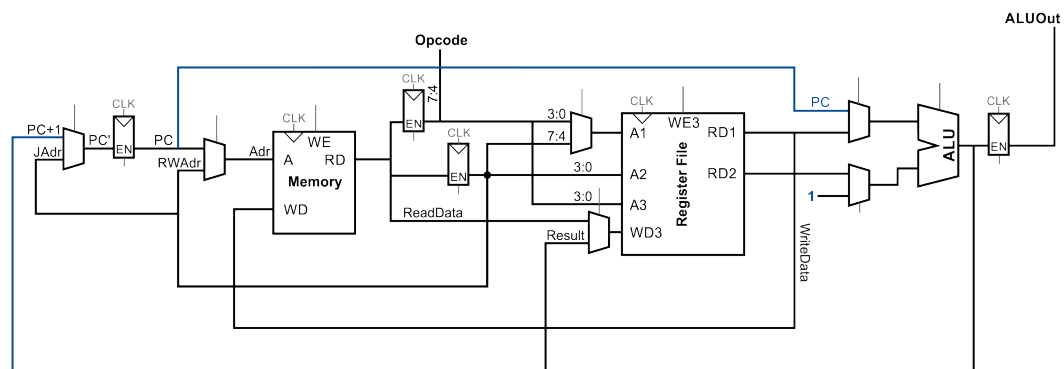 ALUOut
Opcode
CLK
7:4
EN
CLK
PC+1
JAdr
PC'
CLK
EN
PC
RWAdr
Adr
CLK
WE
A
RD
Memory
WD
CLK
EN
ReadData
Result
3:0
7:4
3:0
3:0
CLK
WE3
A1
RD1
A2
RD2
A3
WD3
Register File
PC
1
WriteData
ALU
CLK
EN